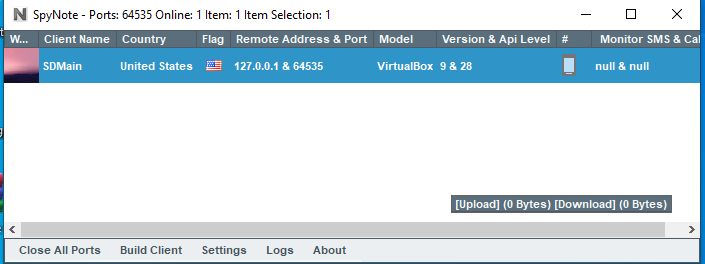 SpyNote - Ports: 64535 Online: 1 Item: 1 Item Selection: 1
W... Client Name Country Flag Remote Address & Port Model Version & Api Level # Monitor SMS & Cal
SDMain United States 127.0.0.1 & 64535 VirtualBox 9 & 28 null & null
[Upload] (0 Bytes) [Download] (0 Bytes)
Close All Ports Build Client Settings Logs About